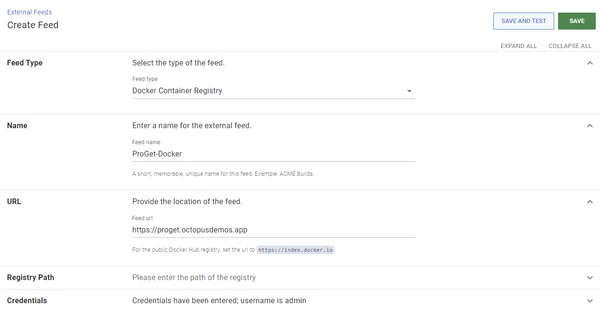 External Feeds
Create Feed
SAVE AND TEST
SAVE
EXPAND ALL
COLLAPSE ALL
Feed Type
Select the type of the feed.
Feed type
Docker Container Registry
Name
Enter a name for the external feed.
Feed name
ProGet-Docker
A short, memorable, unique name for this feed. Example: ACME Builds.
URL
Provide the location of the feed.
Feed url
https://proget.octopusdemos.app
For the public Docker Hub registry, set the url to https://index.docker.io
Registry Path
Please enter the path of the registry
Credentials
Credentials have been entered; username is admin